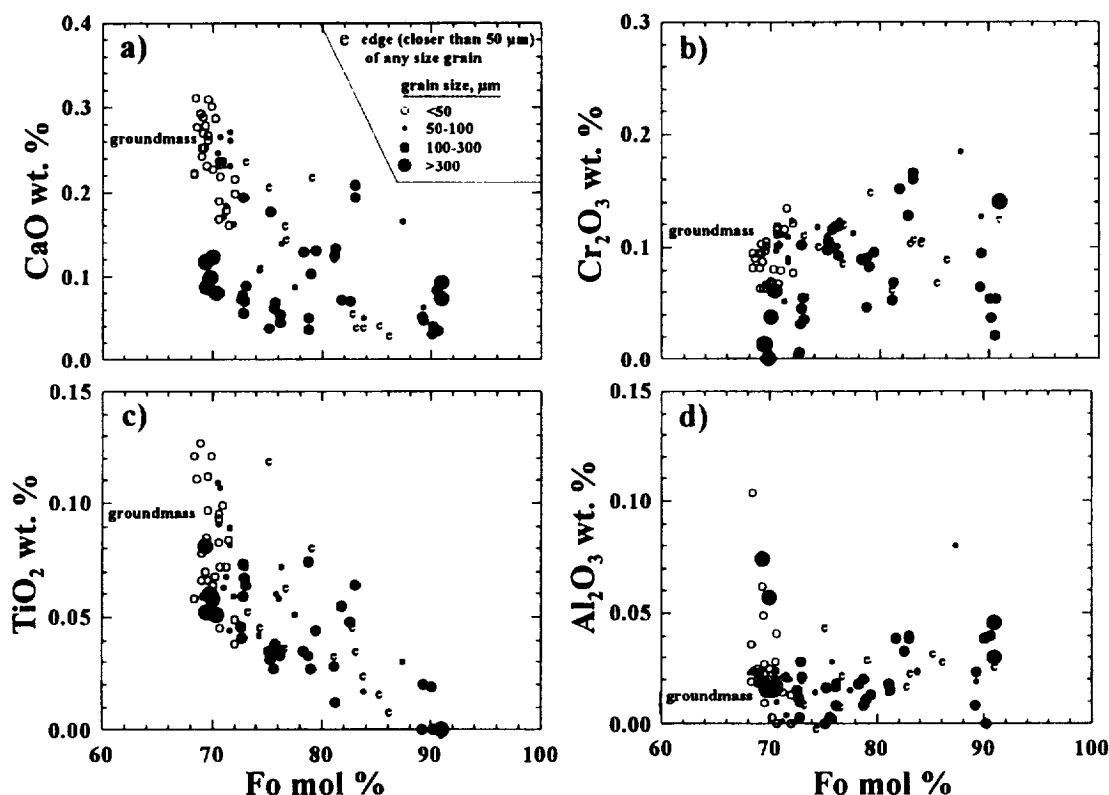 a)
e edge (closer than 50 µm)
of any size grain
grain size, µm
<50
50-100
100-300
>300
groundmass
CaO wt. %
0.4
0.3
0.2
0.1
0.0
b)
groundmass
Cr2O3 wt. %
0.3
0.2
0.1
0.0
c)
groundmass
TiO2 wt. %
0.15
0.10
0.05
0.00
60 70 80 90 100
Fo mol %
d)
groundmass
Al2O3 wt. %
0.15
0.10
0.05
0.00
60 70 80 90 100
Fo mol %